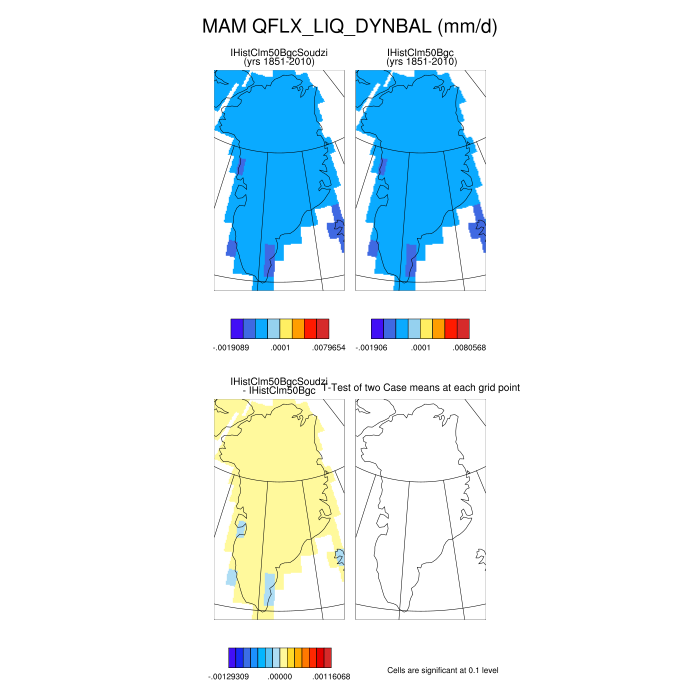 MAM QFLX_LIQ_DYNBAL (mm/d)
IHistClm50BgcSoudzi
(yrs 1851-2010)
IHistClm50Bgc
(yrs 1851-2010)
-.0019089 .0001 .0079654
-.001906 .0001 .0080568
IHistClm50BgcSoudzi
- IHistClm50Bgc
T-Test of two Case means at each grid point
-.00129309 .00000 .00116068
Cells are significant at 0.1 level